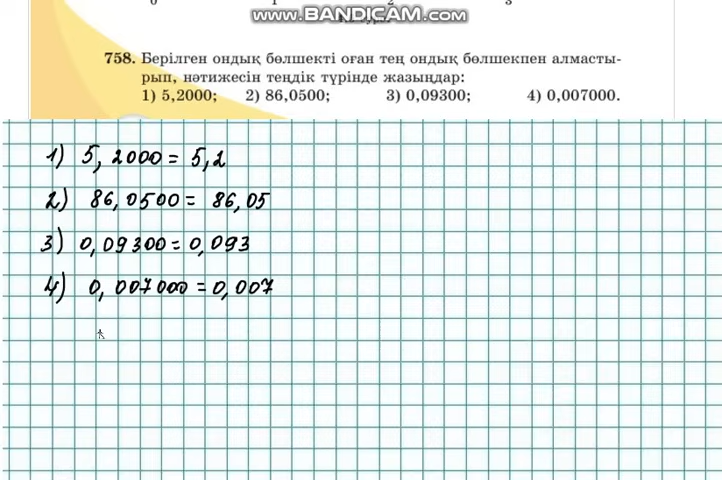 www.BANDICAM.com
758. Берілген ондық бөлшекті оған тең ондық бөлшекпен алмасты-
рып, нәтижесін теңдік түрінде жазыңдар:
1) 5,2000; 2) 86,0500; 3) 0,09300; 4) 0,007000.
1) 5,2000 = 5,2
2) 86,0500 = 86,05
3) 0,09300 = 0,093
4) 0,007000 = 0,007